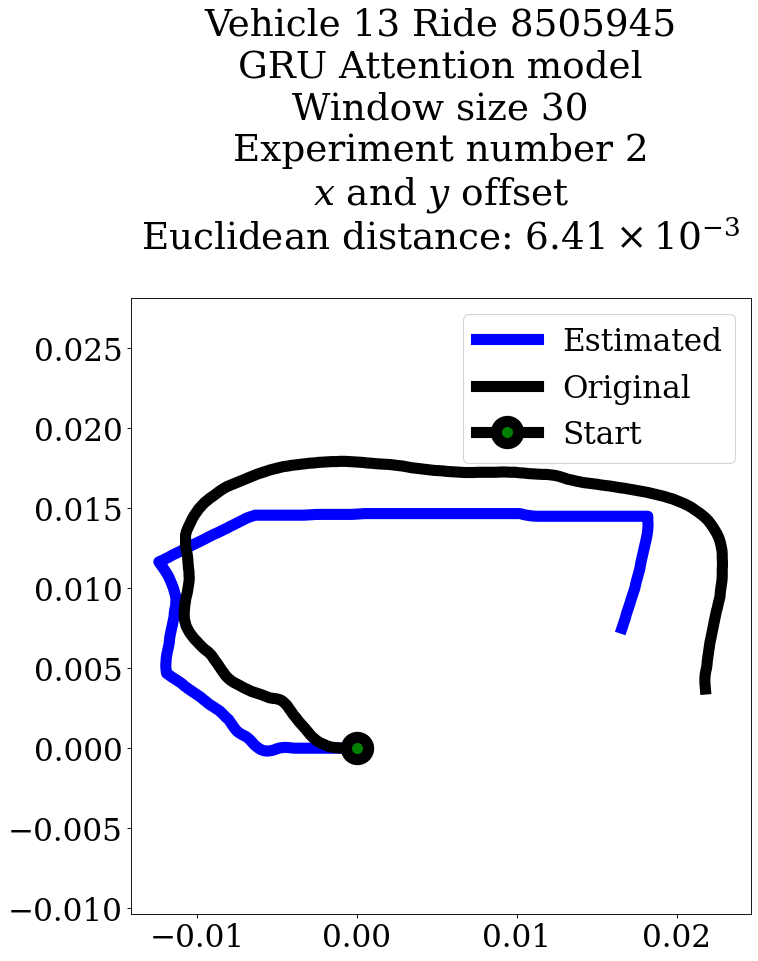 Vehicle 13 Ride 8505945
GRU Attention model
Window size 30
Experiment number 2
x and y offset
Euclidean distance: 6.41 × 10⁻³
Estimated
Original
Start
0.025
0.020
0.015
0.010
0.005
0.000
−0.005
−0.010
−0.01 0.00 0.01 0.02